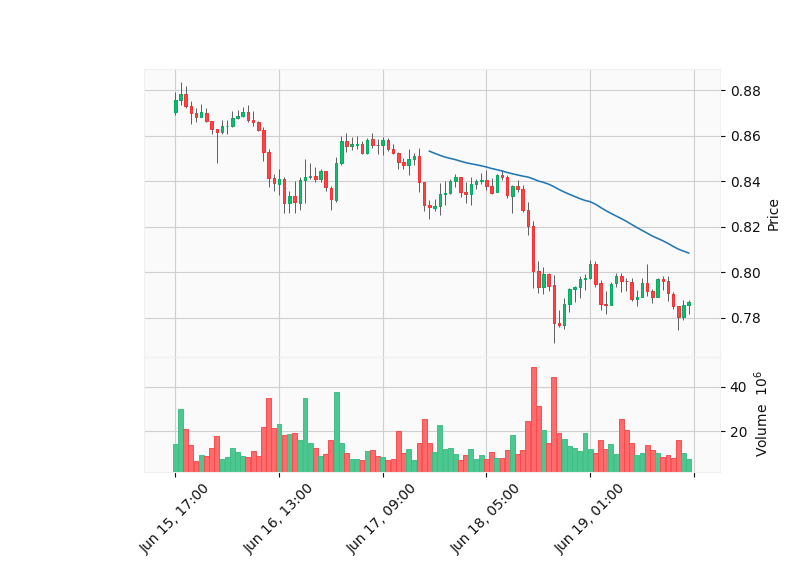 0.88
0.86
0.84
0.82
0.80
0.78
Price
40
20
Volume 10^6
Jun 15, 17:00
Jun 16, 13:00
Jun 17, 09:00
Jun 18, 05:00
Jun 19, 01:00